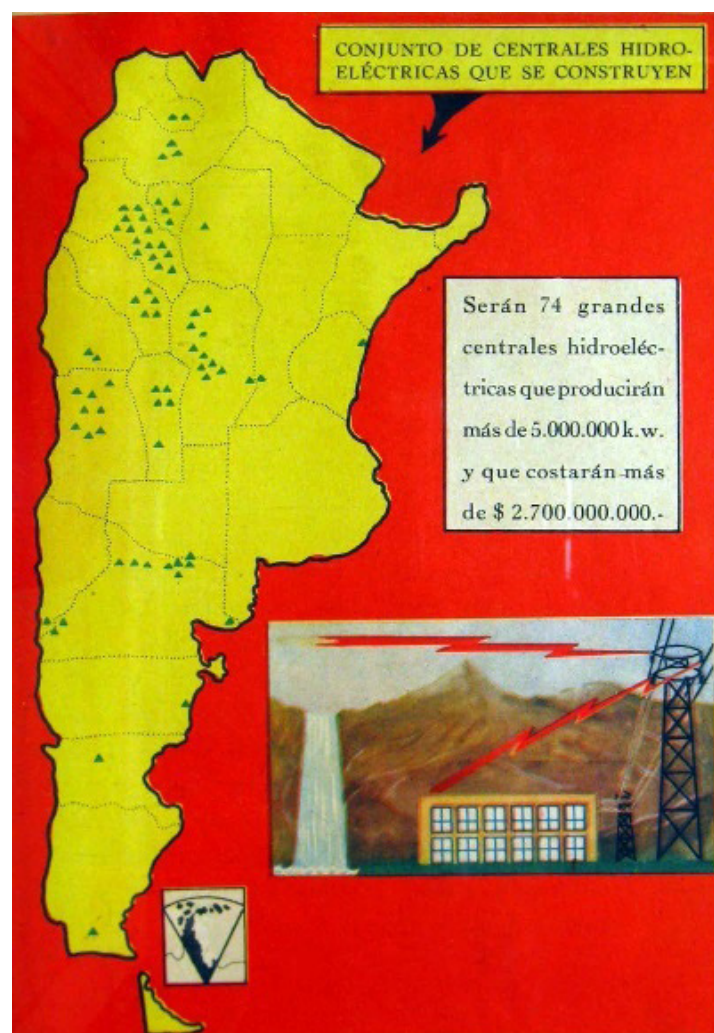 CONJUNTO DE CENTRALES HIDRO-
ELÉCTRICAS QUE SE CONSTRUYEN
Serán 74 grandes
centrales hidroeléc-
tricas que producirán
más de 5.000.000 k.w.
y que costarán más
de $ 2.700.000.000.-